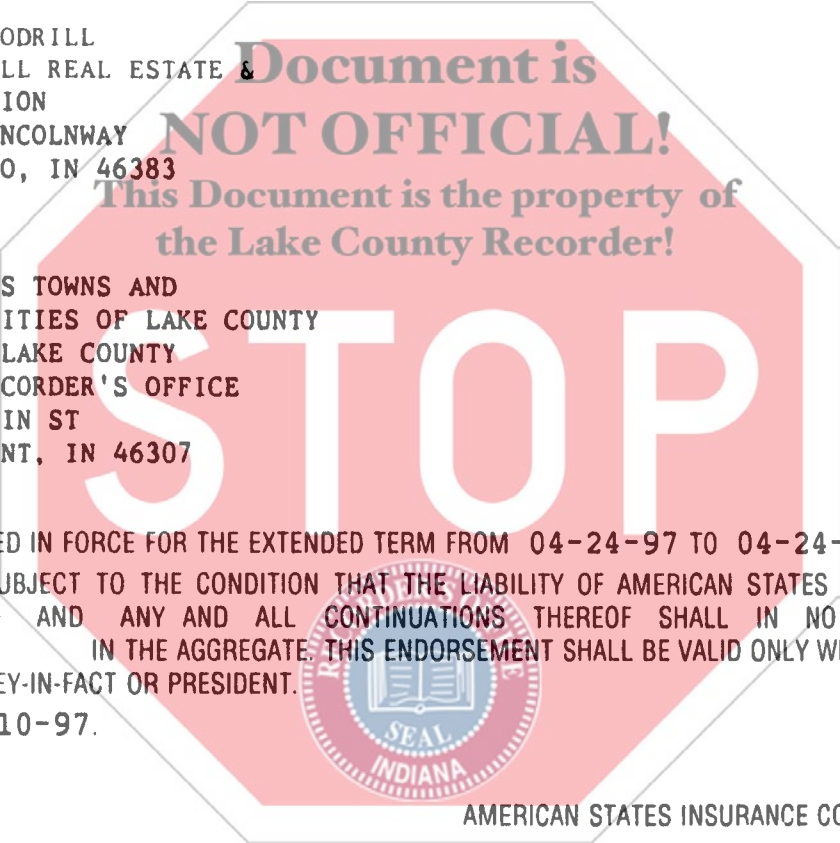 ODRILL
LL REAL ESTATE &
ION
NCOLNWAY
O, IN 46383
Document is
NOT OFFICIAL!
This Document is the property of
the Lake County Recorder!
S TOWNS AND
ITIES OF LAKE COUNTY
LAKE COUNTY
CORDER'S OFFICE
IN ST
NT, IN 46307
STOP
ED IN FORCE FOR THE EXTENDED TERM FROM 04-24-97 TO 04-24-
UBJECT TO THE CONDITION THAT THE LIABILITY OF AMERICAN STATES
AND ANY AND ALL CONTINUATIONS THEREOF SHALL IN NO
IN THE AGGREGATE. THIS ENDORSEMENT SHALL BE VALID ONLY W
EY-IN-FACT OR PRESIDENT.
10-97.
RECORDER'S OFFICE
SEAL
INDIANA
AMERICAN STATES INSURANCE CO